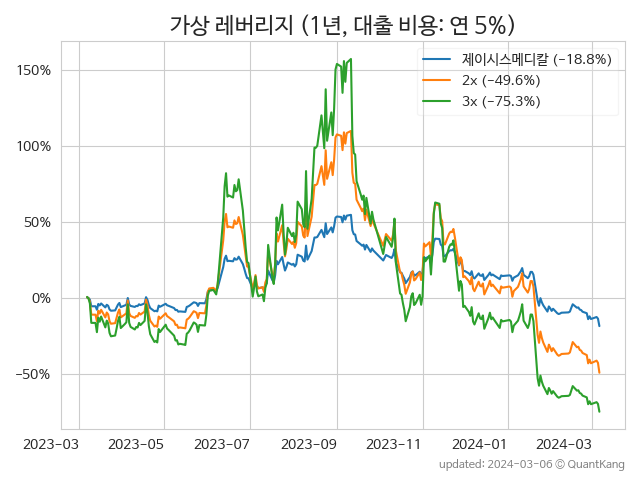 가상 레버리지 (1년, 대출 비용: 연 5%)
제이시스메디칼 (−18.8%)
2x (−49.6%)
3x (−75.3%)
150%
100%
50%
0%
−50%
2023−03 2023−05 2023−07 2023−09 2023−11 2024−01 2024−03
updated: 2024−03−06 © QuantKang